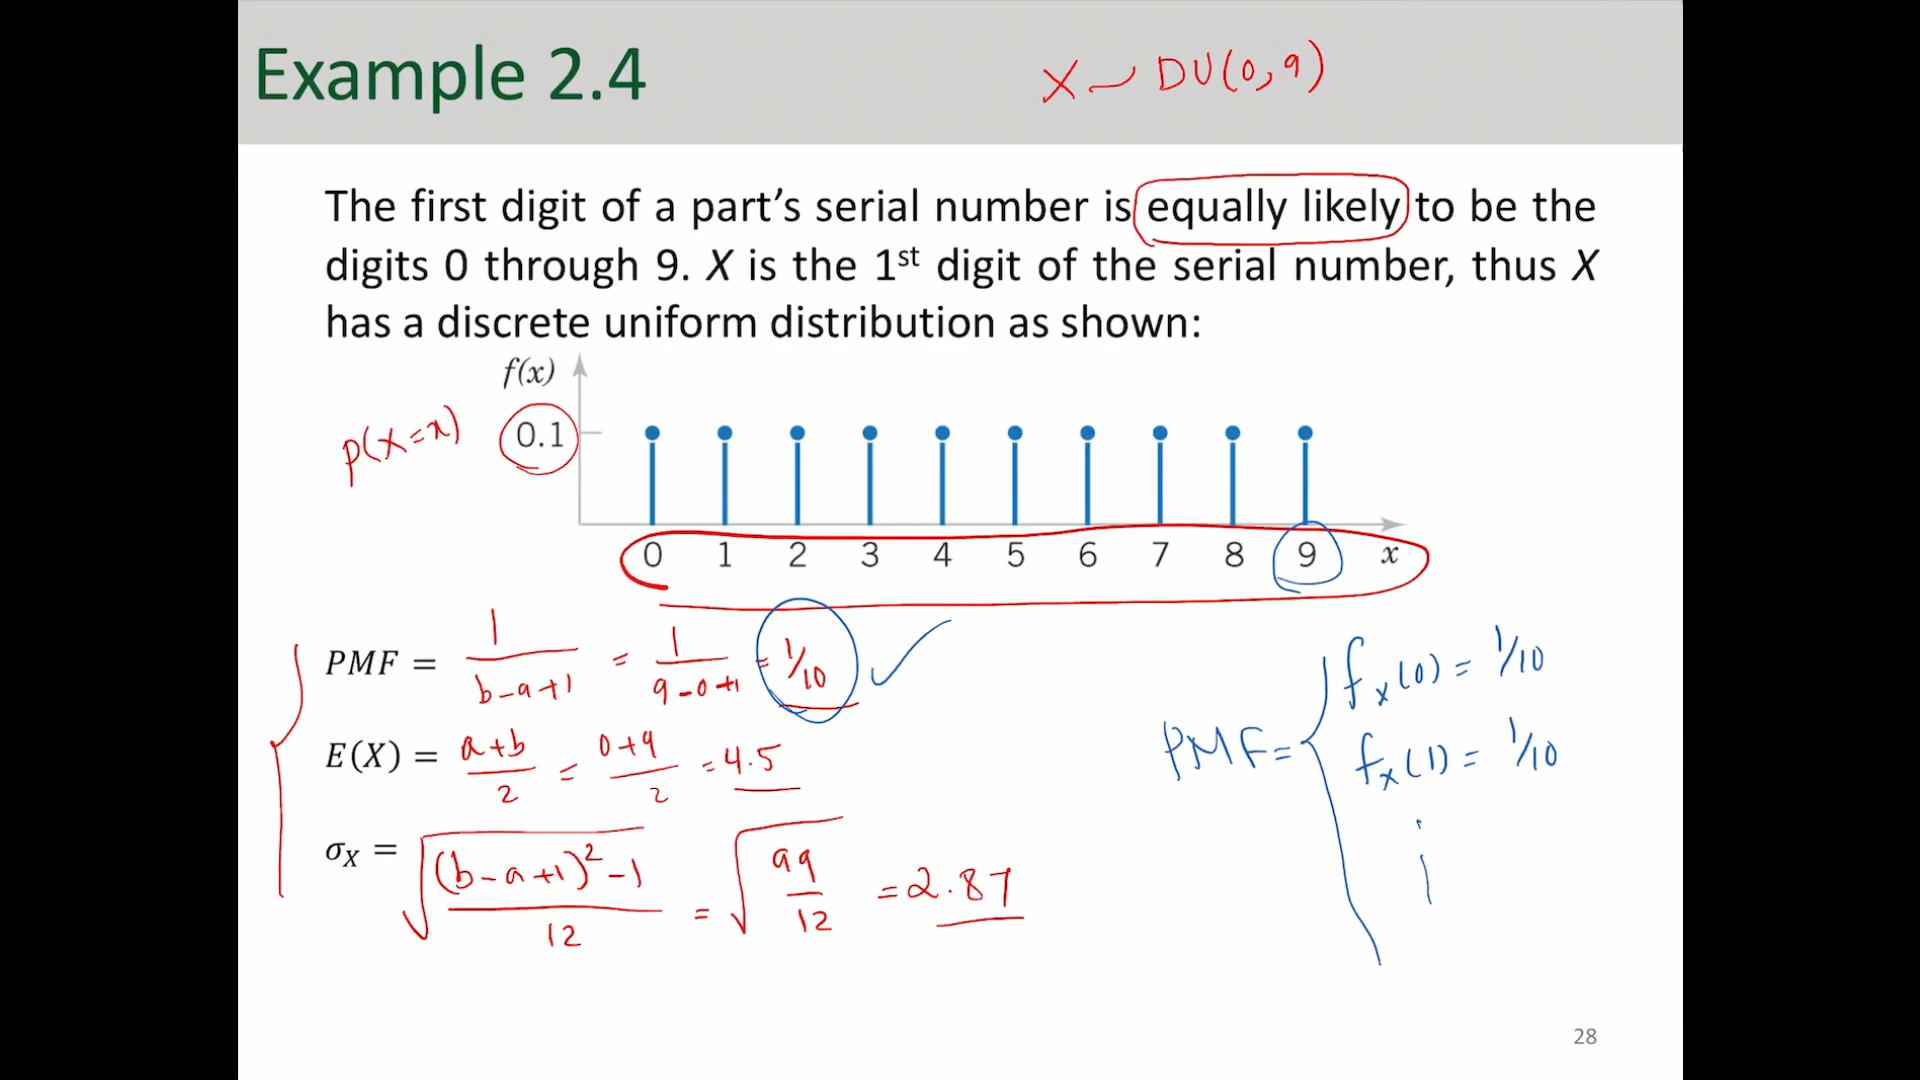 Example 2.4
X ~ DU(0,9)
The first digit of a part's serial number is equally likely to be the
digits 0 through 9. X is the 1st digit of the serial number, thus X
has a discrete uniform distribution as shown:
f(x)
P(X=x) 0.1
0 1 2 3 4 5 6 7 8 9 x
PMF = 1/(b-a+1) = 1/(9-0+1) = 1/10
E(X) = (a+b)/2 = (0+9)/2 = 4.5
σX = √(((b-a+1)²-1)/12) = √(99/12) = 2.87
PMF = { fx(0) = 1/10
fx(1) = 1/10
28